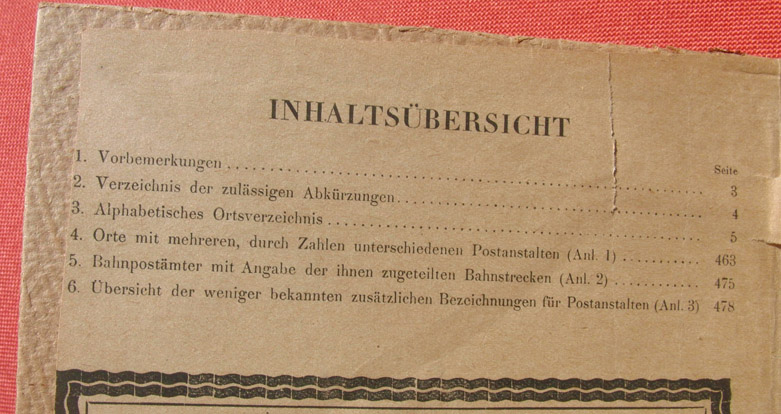 INHALTSÜBERSICHT
Seite
1. Vorbemerkungen ........ 3
2. Verzeichnis der zulässigen Abkürzungen ........ 4
3. Alphabetisches Ortsverzeichnis ........ 5
4. Orte mit mehreren, durch Zahlen unterschiedenen Postanstalten (Anl. 1) ........ 463
5. Bahnpostämter mit Angabe der ihnen zugeteilten Bahnstrecken (Anl. 2) ........ 475
6. Übersicht der weniger bekannten zusätzlichen Bezeichnungen für Postanstalten (Anl. 3) 478